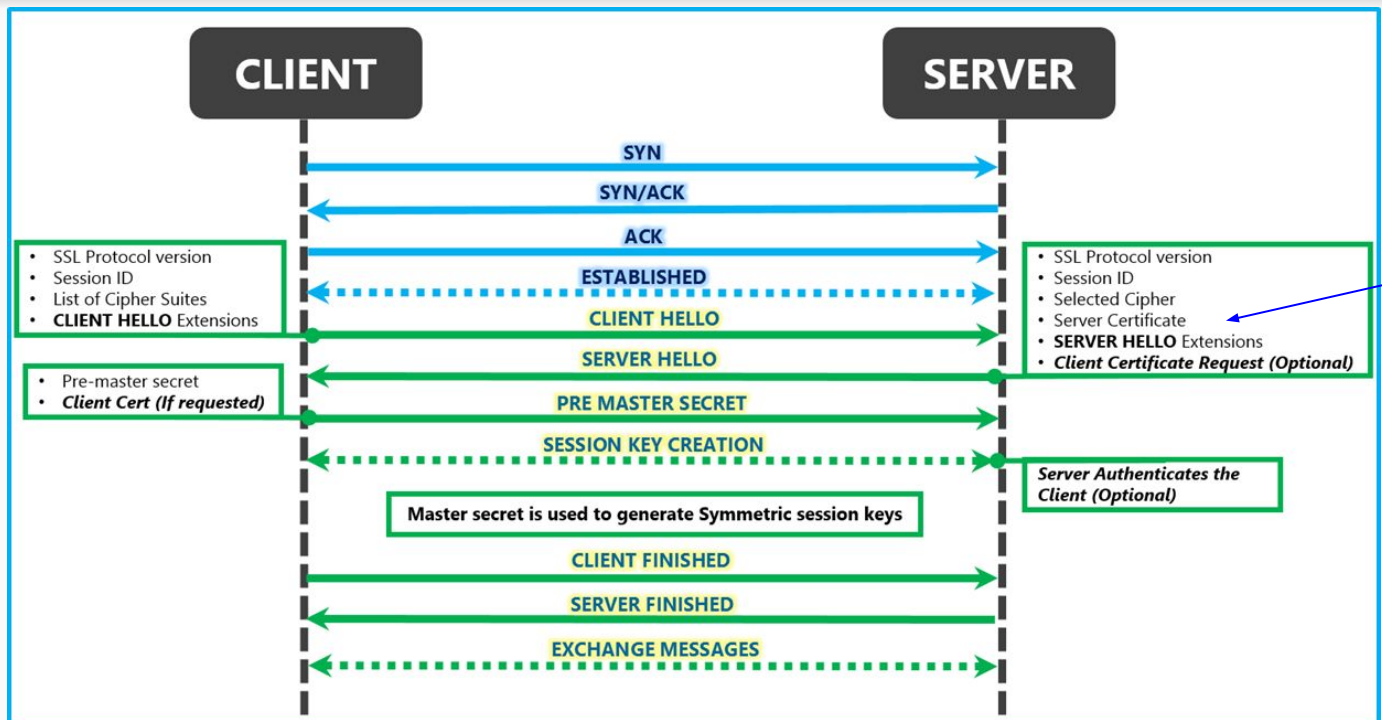 CLIENT
SERVER
SYN
SYN/ACK
ACK
ESTABLISHED
• SSL Protocol version
• Session ID
• List of Cipher Suites
• CLIENT HELLO Extensions
• SSL Protocol version
• Session ID
• Selected Cipher
• Server Certificate
• SERVER HELLO Extensions
• Client Certificate Request (Optional)
CLIENT HELLO
SERVER HELLO
• Pre-master secret
• Client Cert (If requested)
PRE MASTER SECRET
SESSION KEY CREATION
Server Authenticates the
Client (Optional)
Master secret is used to generate Symmetric session keys
CLIENT FINISHED
SERVER FINISHED
EXCHANGE MESSAGES